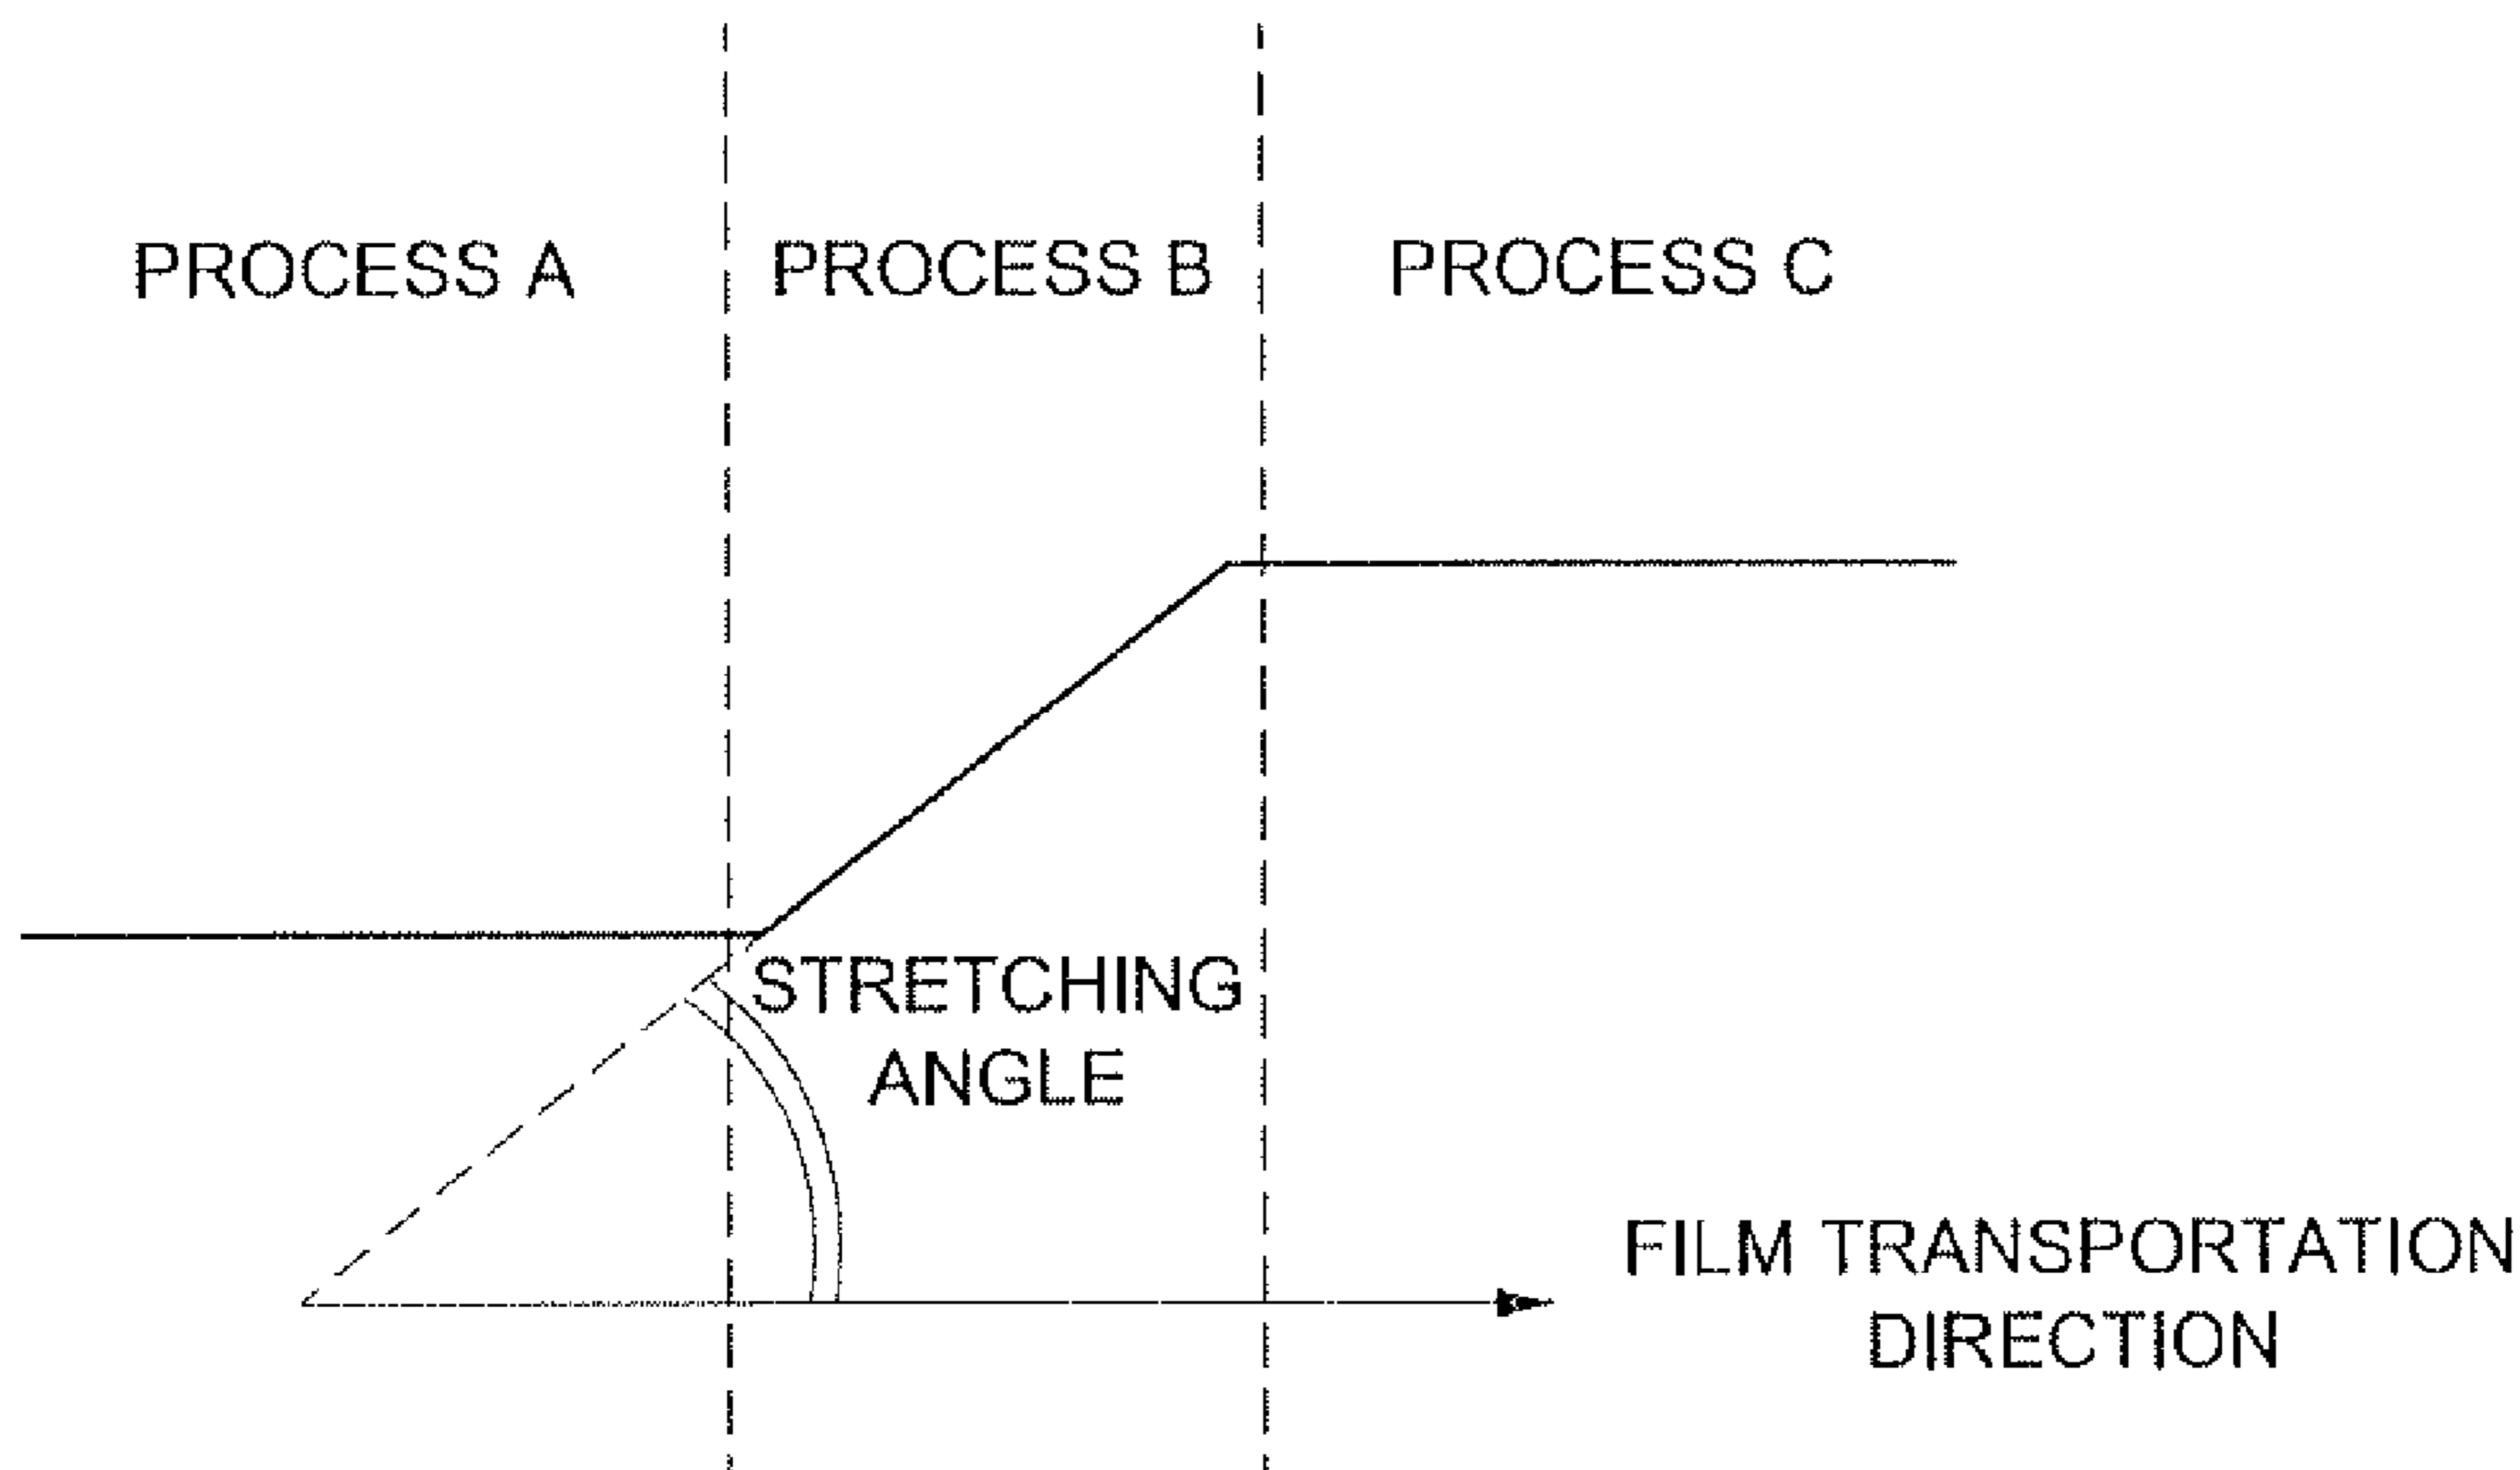 PROCESS A
PROCESS B
PROCESS C
STRETCHING
ANGLE
FILM TRANSPORTATION
DIRECTION